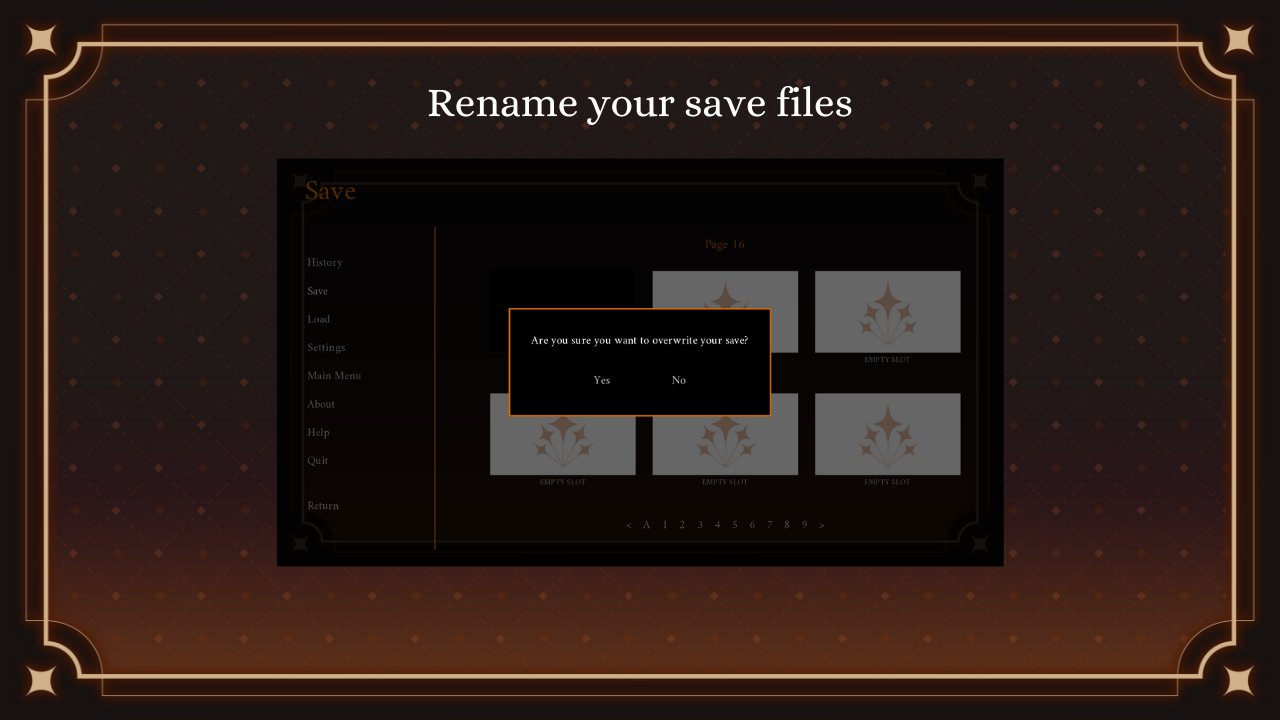 Rename your save files
Save
Page 16
History
Save
Load
Settings
Main Menu
About
Help
Quit
Return
EMPTY SLOT
Are you sure you want to overwrite your save?
Yes No
EMPTY SLOT EMPTY SLOT EMPTY SLOT
< A 1 2 3 4 5 6 7 8 9 >